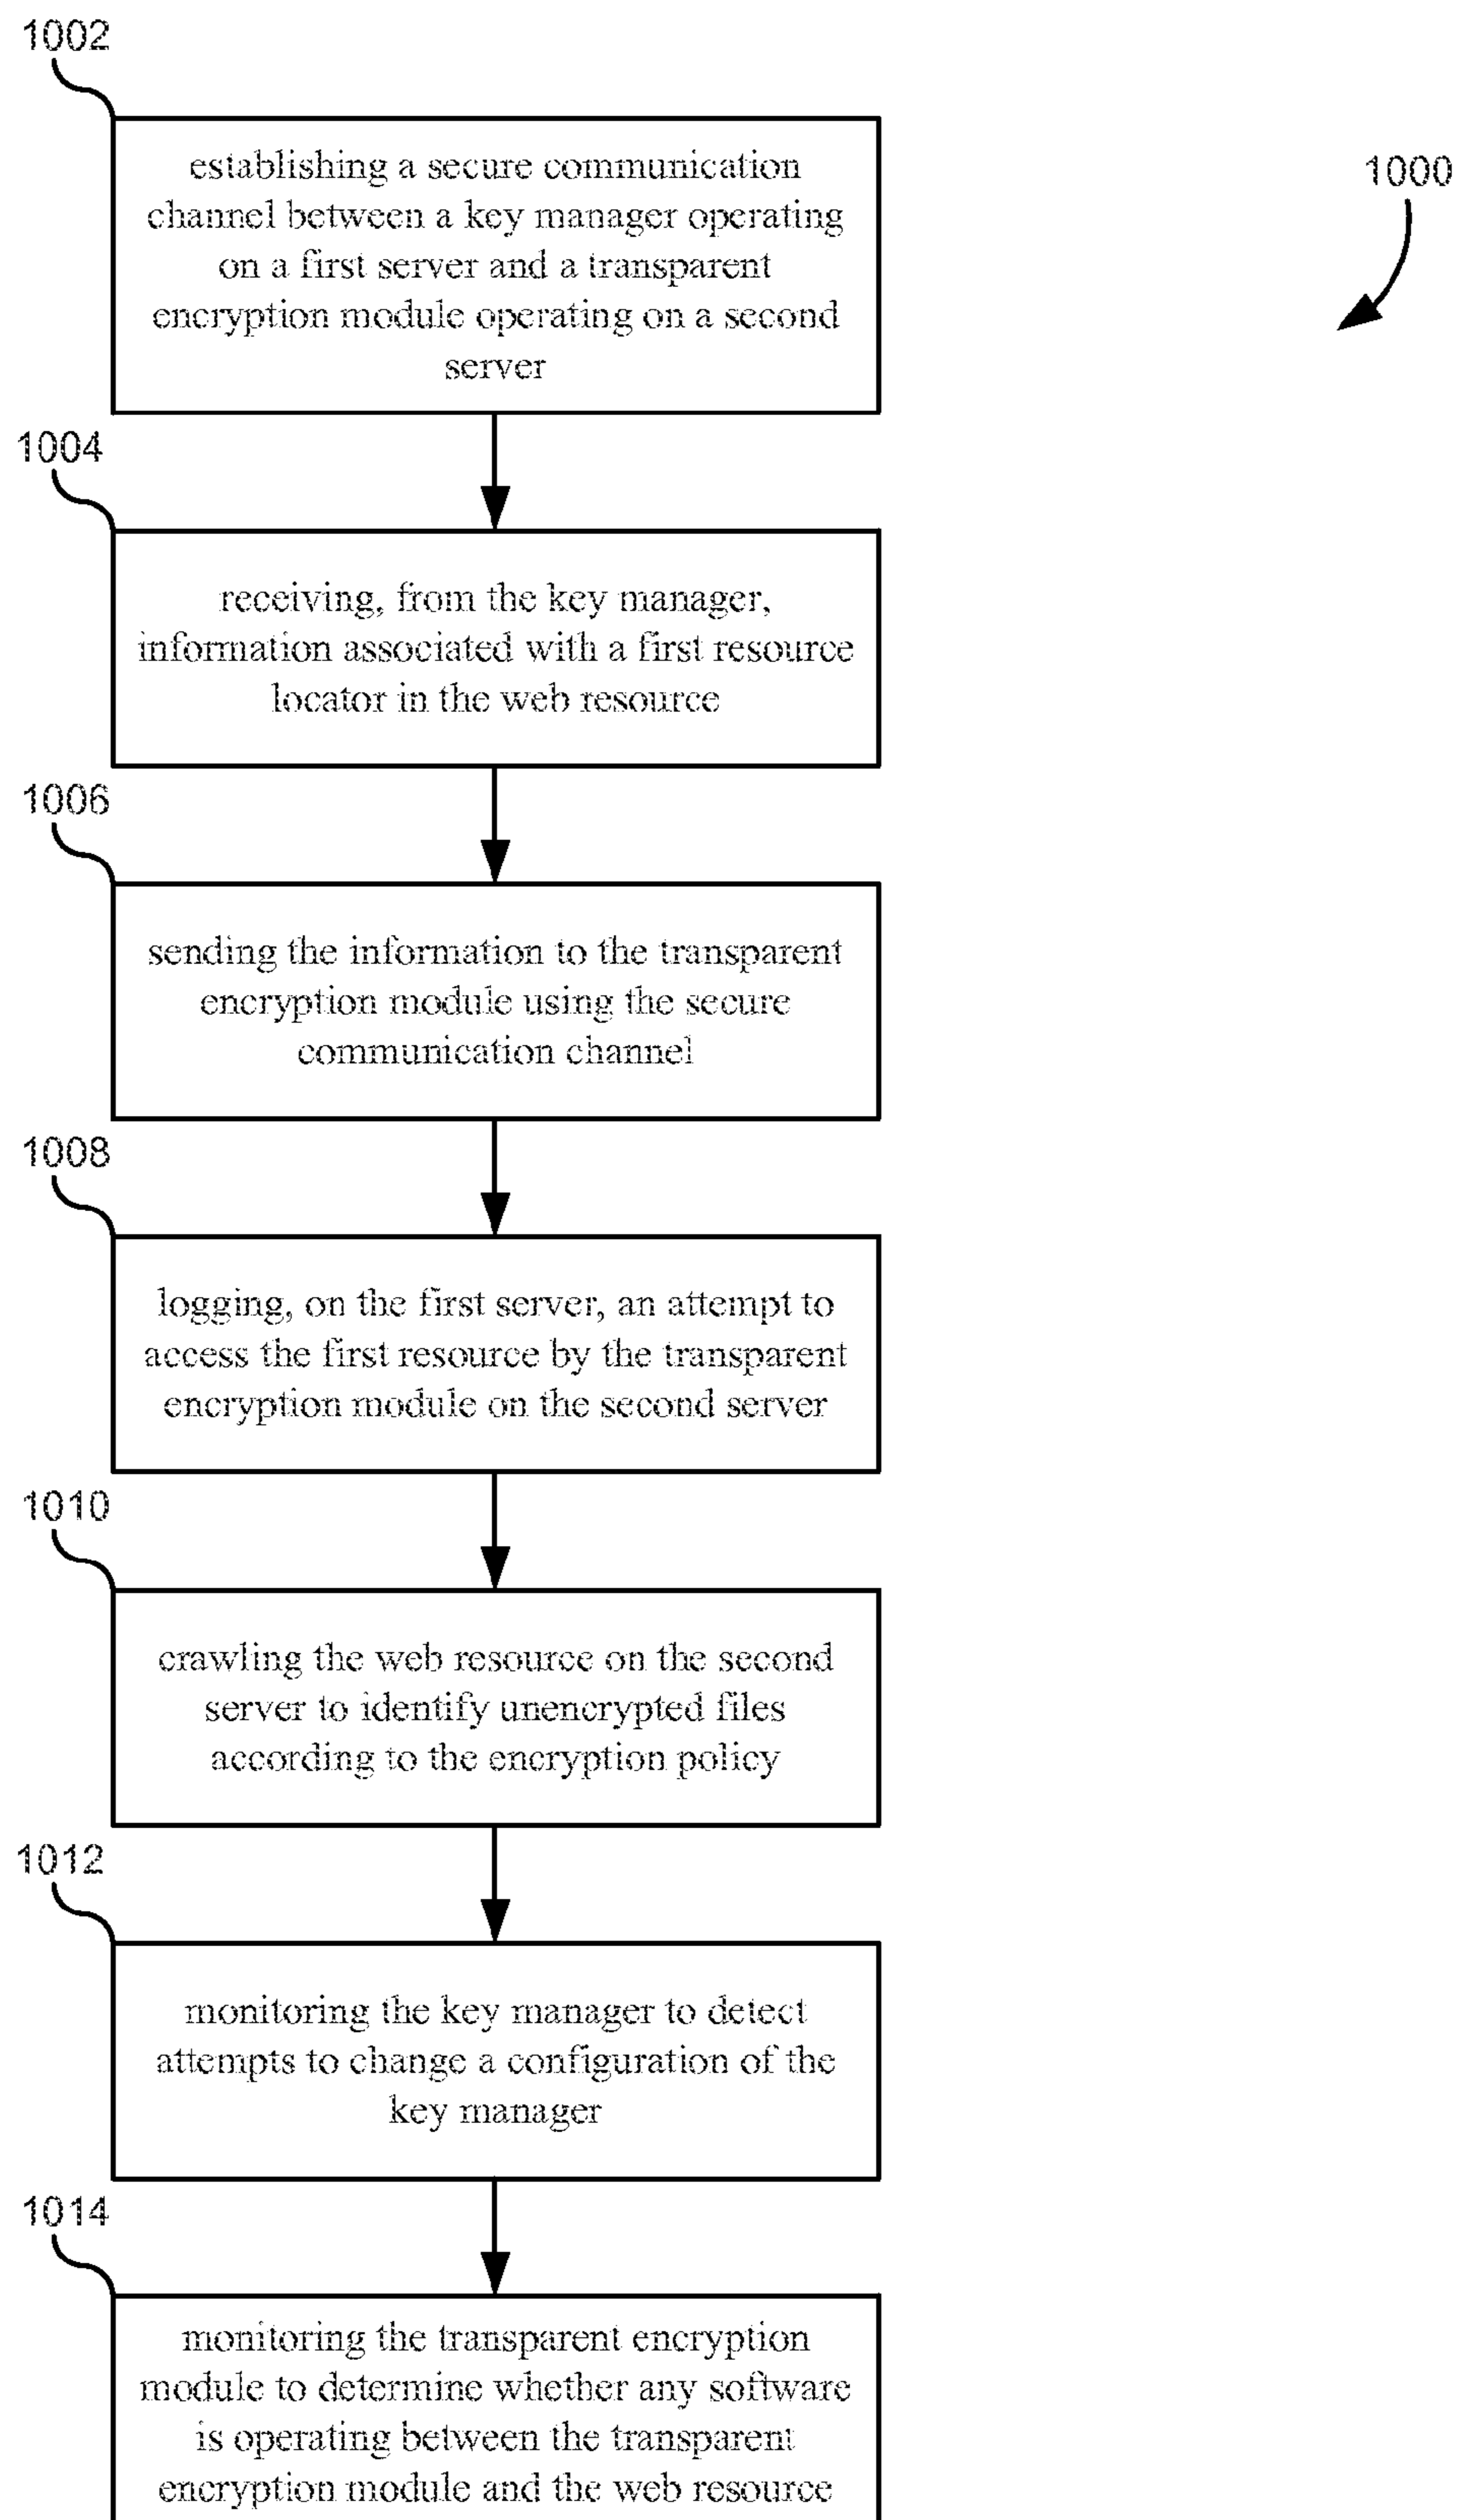 1002
establishing a secure communication
channel between a key manager operating
on a first server and a transparent
encryption module operating on a second
server
1000
1004
receiving, from the key manager,
information associated with a first resource
locator in the web resource
1006
sending the information to the transparent
encryption module using the secure
communication channel
1008
logging, on the first server, an attempt to
access the first resource by the transparent
encryption module on the second server
1010
crawling the web resource on the second
server to identify unencrypted files
according to the encryption policy
1012
monitoring the key manager to detect
attempts to change a configuration of the
key manager
1014
monitoring the transparent encryption
module to determine whether any software
is operating between the transparent
encryption module and the web resource